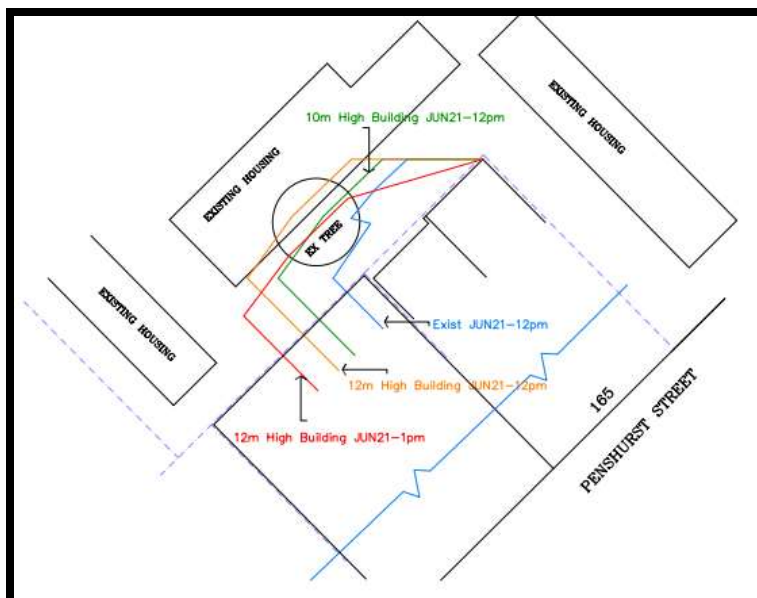 EXISTING HOUSING
10m High Building JUN21-12pm
EXISTING HOUSING
EX TREE
EXISTING HOUSING
Exist JUN21-12pm
12m High Building JUN21-12pm
165
12m High Building JUN21-1pm
PENSHURST STREET